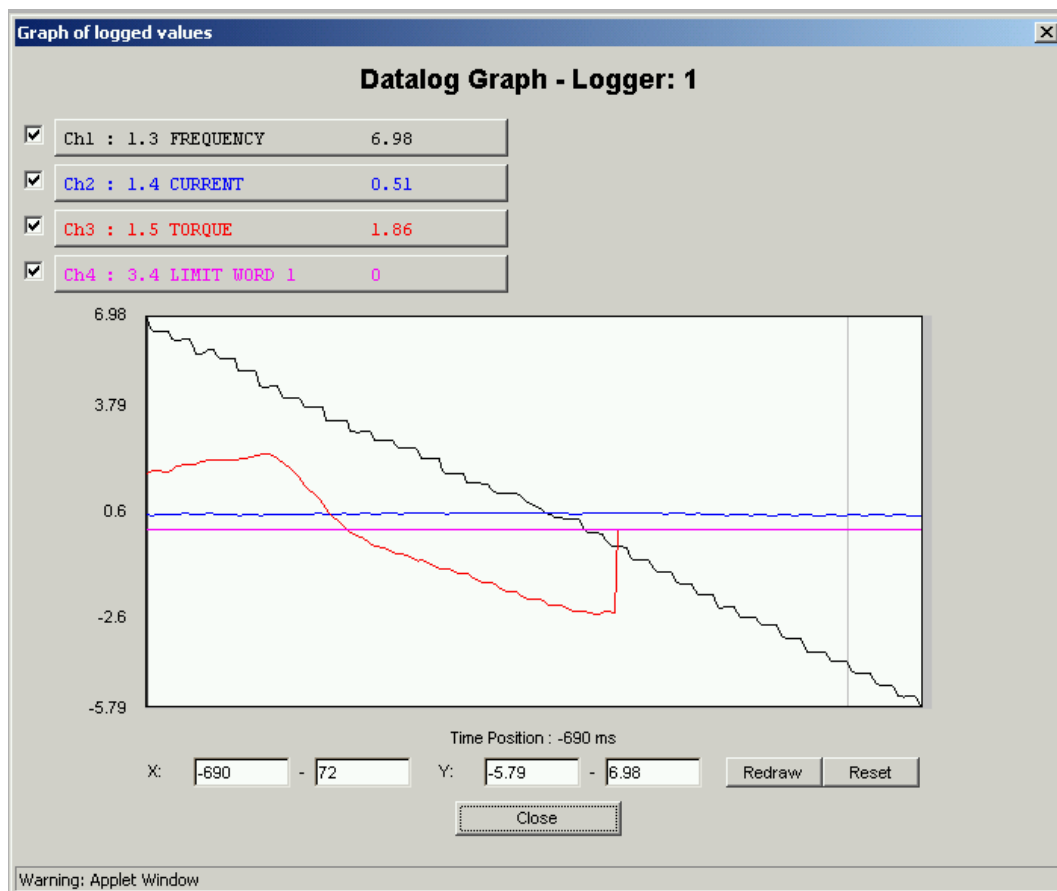 Graph of logged values
Datalog Graph - Logger: 1
Ch1 : 1.3 FREQUENCY 6.98
Ch2 : 1.4 CURRENT 0.51
Ch3 : 1.5 TORQUE 1.86
Ch4 : 3.4 LIMIT WORD 1 0
6.98
3.79
0.6
-2.6
-5.79
Time Position : -690 ms
X: -690 - 72 Y: -5.79 - 6.98 Redraw Reset
Close
Warning: Applet Window